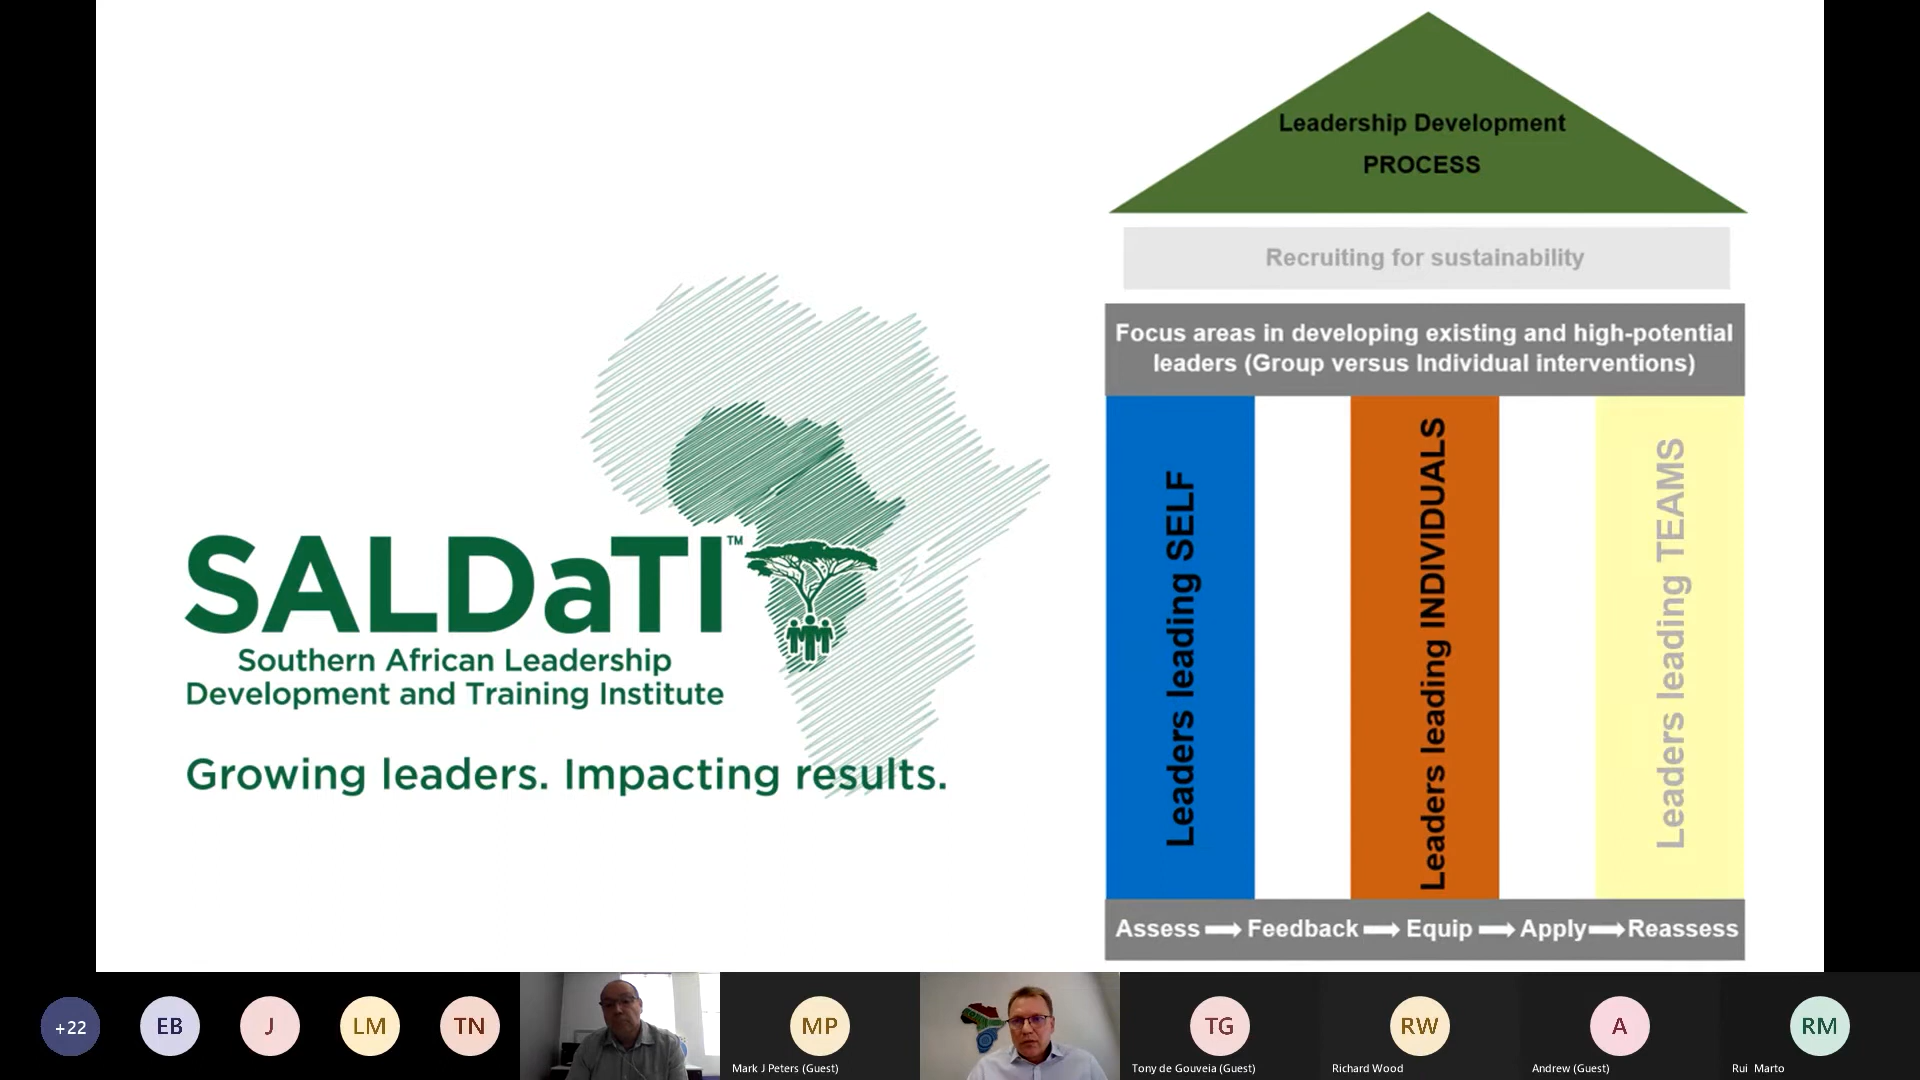 SALDaTI™
Southern African Leadership
Development and Training Institute
Growing leaders. Impacting results.
Leadership Development
PROCESS
Recruiting for sustainability
Focus areas in developing existing and high-potential
leaders (Group versus Individual interventions)
Leaders leading SELF
Leaders leading INDIVIDUALS
Leaders leading TEAMS
Assess Feedback Equip Apply Reassess
+22
EB
J
LM
TN
MP
Mark J Peters (Guest)
TG
Tony de Gouveia (Guest)
RW
Richard Wood
A
Andrew (Guest)
RM
Rui Marto